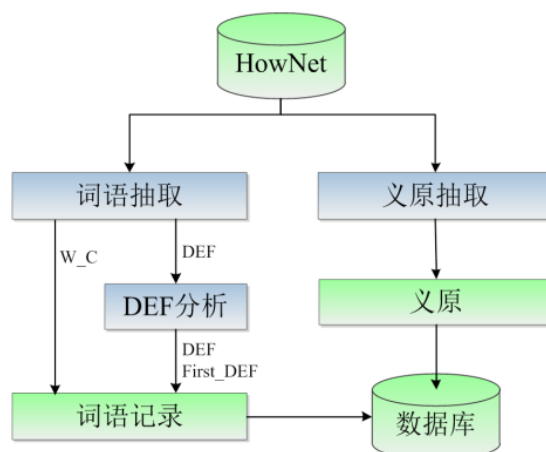 HowNet
词语抽取
义原抽取
W_C
DEF
DEF分析
义原
DEF
First_DEF
词语记录
数据库